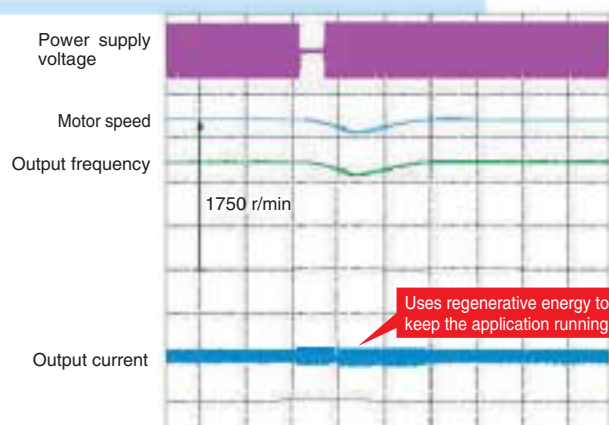 Power supply
voltage
Motor speed
Output frequency
1750 r/min
Uses regenerative energy to
keep the application running
Output current